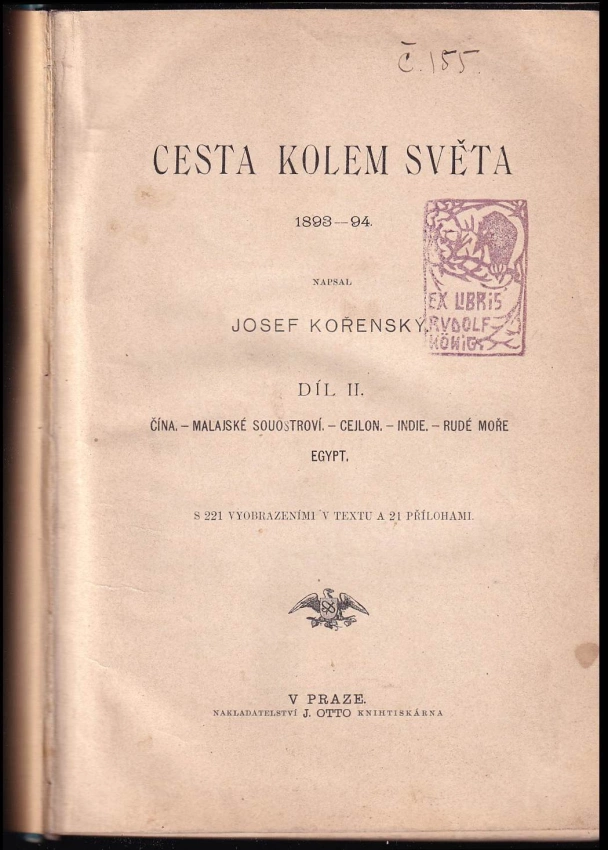 Č. 155.
CESTA KOLEM SVĚTA
1893—94.
NAPSAL
JOSEF KOŘENSKÝ.
EX LIBRIS
RVDOLF
KÖNIG
DÍL II.
ČÍNA. – MALAJSKÉ SOUOSTROVÍ. – CEJLON. – INDIE. – RUDÉ MOŘE
EGYPT.
S 221 VYOBRAZENÍMI V TEXTU A 21 PŘÍLOHAMI.
V PRAZE.
NAKLADATELSTVÍ J. OTTO KNIHTISKÁRNA